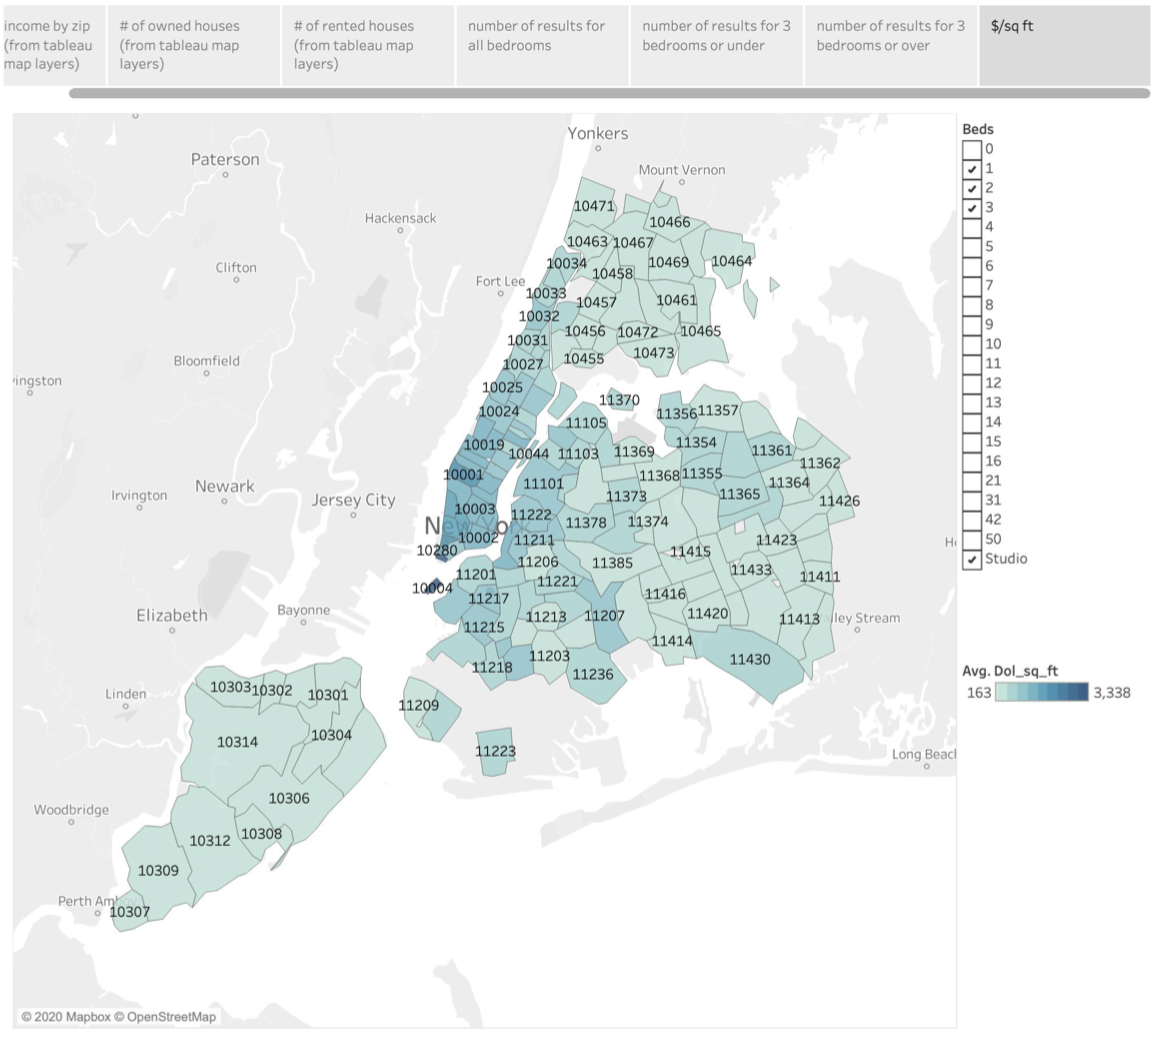 income by zip
(from tableau
map layers)
# of owned houses
(from tableau map
layers)
# of rented houses
(from tableau map
layers)
number of results for
all bedrooms
number of results for 3
bedrooms or under
number of results for 3
bedrooms or over
$/sq ft
Yonkers
Paterson
Mount Vernon
10471
Hackensack
10466
10463
10467
10034
10469
10464
Clifton
10458
Fort Lee
10033
10457
10461
10032
10456
10472
10465
10031
10473
10455
Bloomfield
10027
vingston
10025
11370
10024
11356
11357
11105
10019
11354
10044
11103
11369
11361
11362
10001
11368
11355
11364
Newark
11101
Irvington
Jersey City
11373
11365
11426
10003
11222
11378
11374
New Yo
10002
11211
11423
10280
11415
11206
11385
11433
11201
11221
11411
10004
11217
11416
Elizabeth
Bayonne
11213
11207
11420
11413
lley Stream
11215
11414
11203
11430
11218
11236
10303
10302
10301
Linden
11209
10304
10314
11223
Long Beach
10306
Woodbridge
10308
10312
10309
Perth Amboy
10307
© 2020 Mapbox © OpenStreetMap
Beds
0
1
2
3
4
5
6
7
8
9
10
11
12
13
14
15
16
21
31
42
50
Studio
Avg. Dol_sq_ft
163
3,338